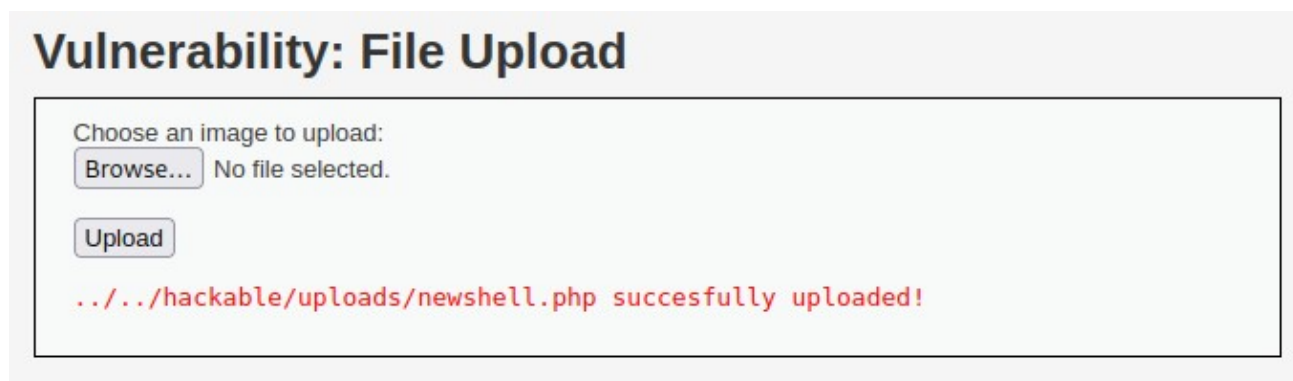 Vulnerability: File Upload
Choose an image to upload:
Browse... No file selected.
Upload
../../hackable/uploads/newshell.php succesfully uploaded!